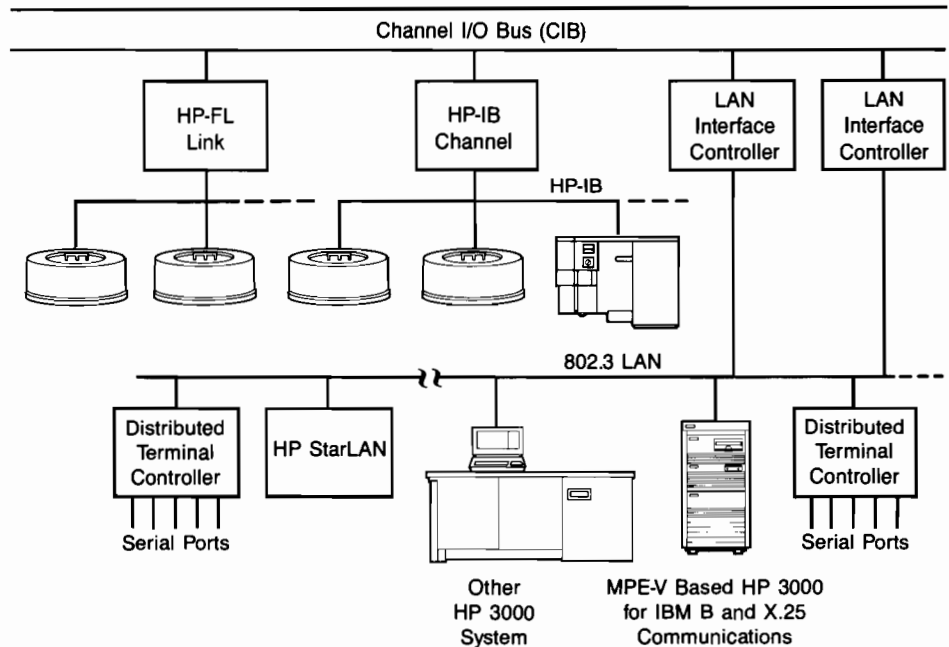 Channel I/O Bus (CIB)
HP-FL
Link
HP-IB
Channel
LAN
Interface
Controller
LAN
Interface
Controller
HP-IB
802.3 LAN
Distributed
Terminal
Controller
HP StarLAN
Distributed
Terminal
Controller
Serial Ports
Serial Ports
Other
HP 3000
System
MPE-V Based HP 3000
for IBM B and X.25
Communications